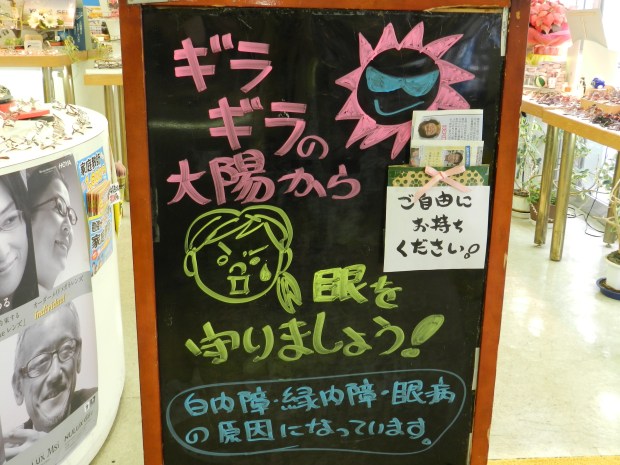 ギラ
ギラの
太陽から
眼を
守りましょう!
白内障・緑内障・眼病
の原因になっています。
ご自由に
お持ち
ください。
HOYA